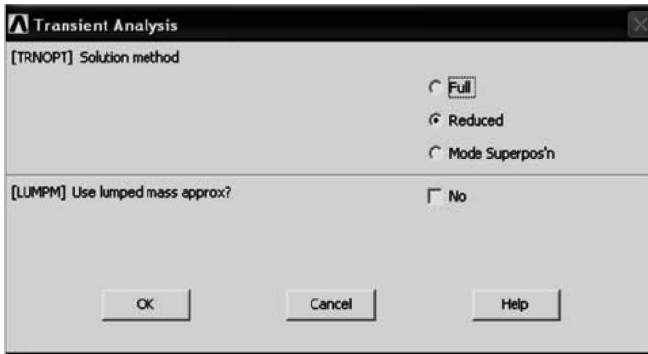 Transient Analysis
[TRNOPT] Solution method
Full
Reduced
Mode Superpos'n
[LUMPM] Use lumped mass approx?
No
OK Cancel Help